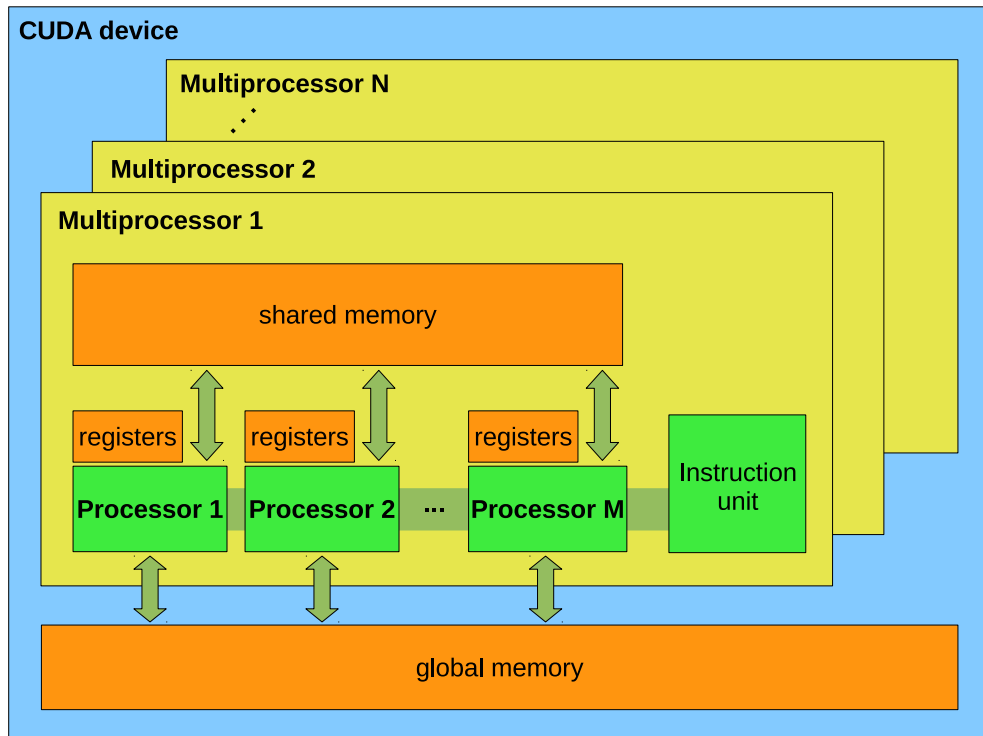 CUDA device
Multiprocessor N
Multiprocessor 2
Multiprocessor 1
shared memory
registers
registers
registers
Processor 1
Processor 2
...
Processor M
Instruction
unit
global memory